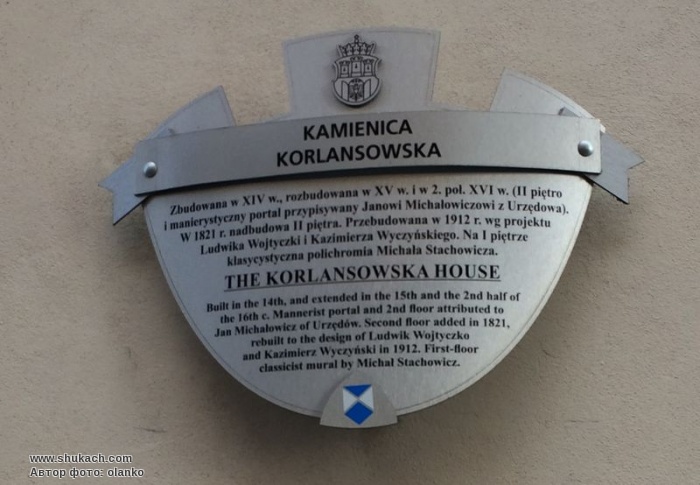 KAMIENICA
KORLANSOWSKA
Zbudowana w XIV w., rozbudowana w XV w. i w 2. poł. XVI w. (II piętro
i manierystyczny portal przypisywany Janowi Michałowiczowi z Urzędowa).
W 1821 r. nadbudowa II piętra. Przebudowana w 1912 r. wg projektu
Ludwika Wojtyczki i Kazimierza Wyczyńskiego. Na I piętrze
klasycystyczna polichromia Michała Stachowicza.
THE KORLANSOWSKA HOUSE
Built in the 14th, and extended in the 15th and the 2nd half of
the 16th c. Mannerist portal and 2nd floor attributed to
Jan Michałowicz of Urzędów. Second floor added in 1821,
rebuilt to the design of Ludwik Wojtyczko
and Kazimierz Wyczyński in 1912. First-floor
classicist mural by Michał Stachowicz.
www.shukach.com
Автор фото: olanko